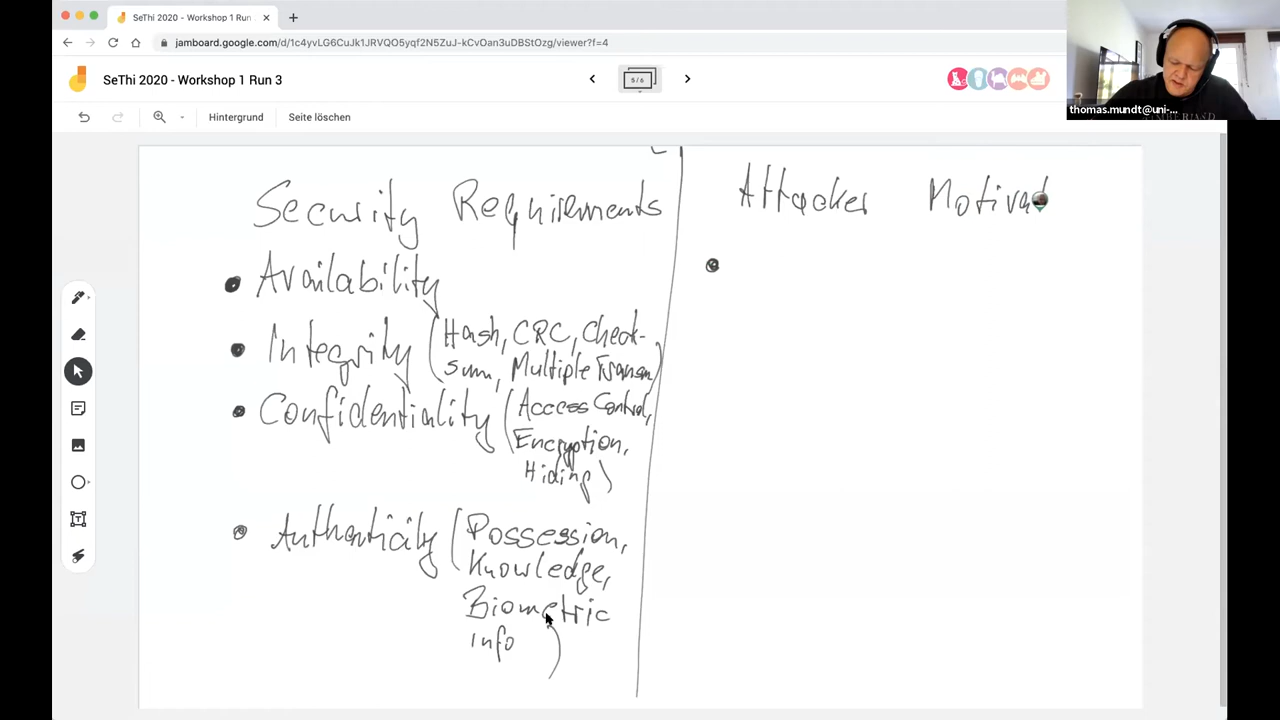 SeThi 2020 - Workshop 1 Run
jamboard.google.com/d/1c4yvLG6CuJk1JRVQO5yqf2N5ZuJ-kCvOan3uDBStOzg/viewer?f=4
SeThi 2020 - Workshop 1 Run 3
5/6
thomas.mundt@uni-...
Hintergrund
Seite löschen
Security Requirements
Availability
Integrity (Hash, CRC, Check-
sum, Multiple Transm)
Confidentiality (Access Control,
Encryption,
Hiding)
Authenticity (Possession,
Knowledge,
Biometric
info)
Attacker Motivat